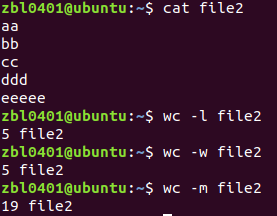 zbl0401@ubuntu:~$ cat file2
aa
bb
cc
ddd
eeeee
zbl0401@ubuntu:~$ wc -l file2
5 file2
zbl0401@ubuntu:~$ wc -w file2
5 file2
zbl0401@ubuntu:~$ wc -m file2
19 file2